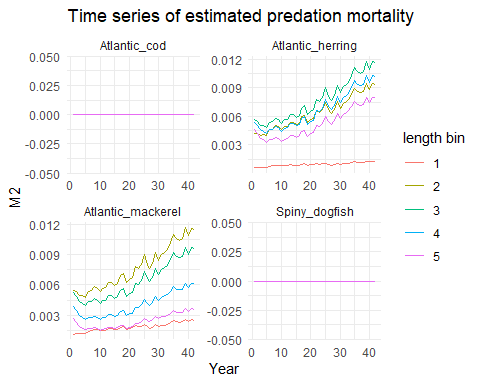 Time series of estimated predation mortality
Atlantic_cod
Atlantic_herring
0.050
0.025
0.000
-0.025
-0.050
0.012
0.009
0.006
0.003
0 10 20 30 40
0 10 20 30 40
Atlantic_mackerel
Spiny_dogfish
0.012
0.009
0.006
0.003
0.050
0.025
0.000
-0.025
-0.050
0 10 20 30 40
0 10 20 30 40
M2
Year
length bin
1
2
3
4
5